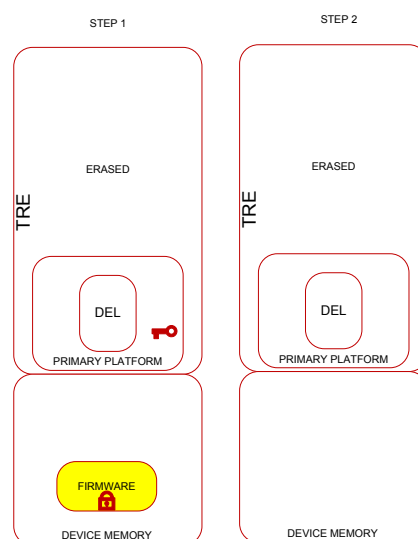 STEP 1
STEP 2
ERASED
ERASED
TRE
TRE
DEL
DEL
PRIMARY PLATFORM
PRIMARY PLATFORM
FIRMWARE
DEVICE MEMORY
DEVICE MEMORY